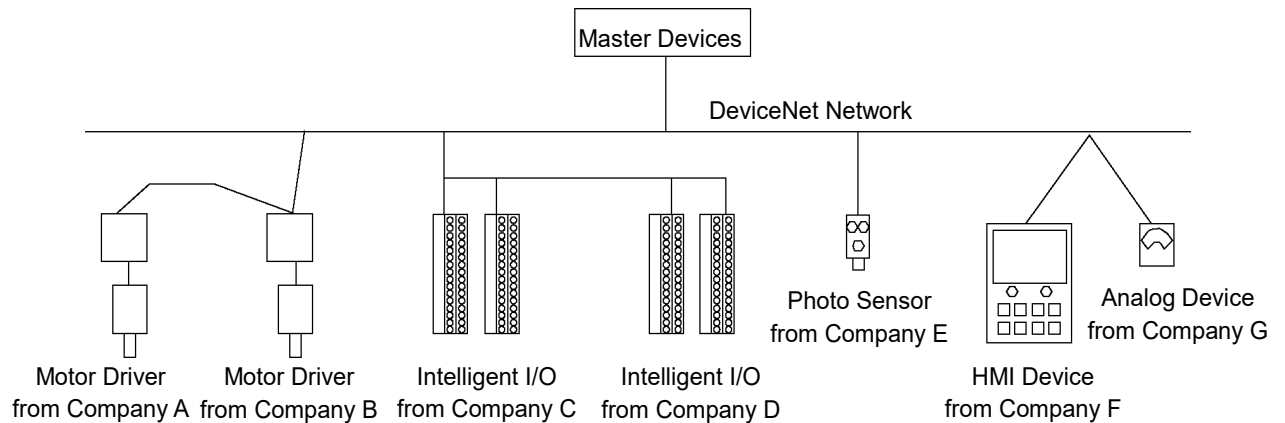 Master Devices
DeviceNet Network
Photo Sensor
from Company E
Analog Device
from Company G
Motor Driver
from Company A
Motor Driver
from Company B
Intelligent I/O
from Company C
Intelligent I/O
from Company D
HMI Device
from Company F